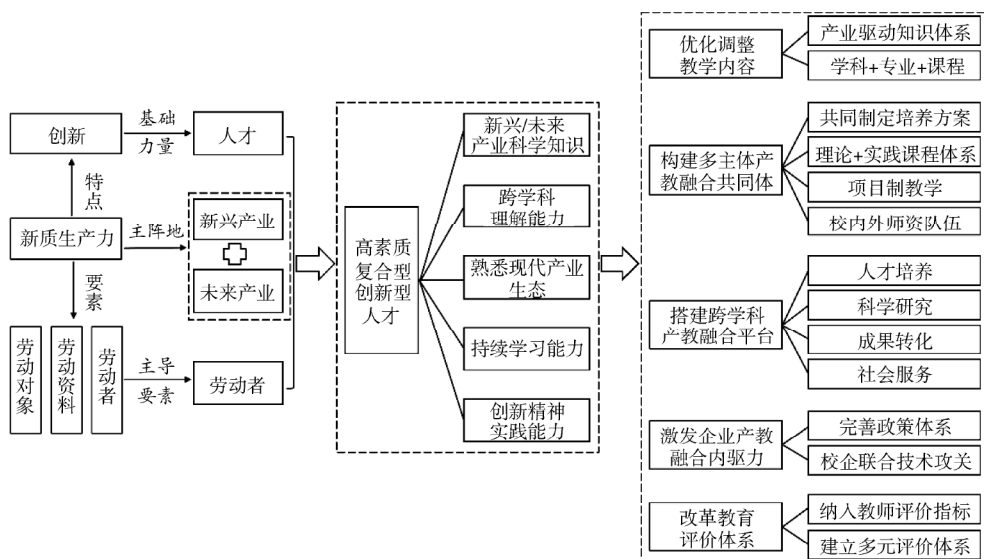 创新
基础
力量
人才
特点
新质生产力
主阵地
新兴产业
未来产业
要素
劳动对象
劳动资料
劳动者
主导
要素
劳动者
高素质
复合型
创新型
人才
新兴/未来
产业科学知识
跨学科
理解能力
熟悉现代产业
生态
持续学习能力
创新精神
实践能力
优化调整
教学内容
产业驱动知识体系
学科+专业+课程
构建多主体产
教融合共同体
共同制定培养方案
理论+实践课程体系
项目制教学
校内外师资队伍
搭建跨学科
产教融合平台
人才培养
科学研究
成果转化
社会服务
激发企业产教
融合内驱力
完善政策体系
校企联合技术攻关
改革教育
评价体系
纳入教师评价指标
建立多元评价体系